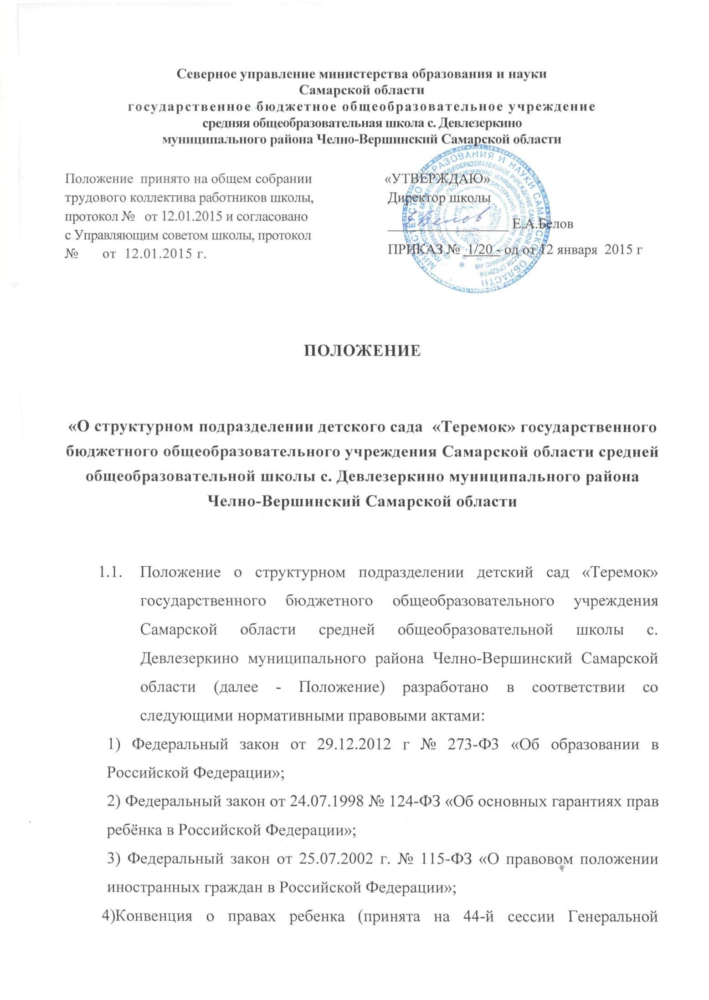 Северное управление министерства образования и науки
Самарской области
государственное бюджетное общеобразовательное учреждение
средняя общеобразовательная школа с. Девлезеркино
муниципального района Челно-Вершинский Самарской области
Положение принято на общем собрании
трудового коллектива работников школы,
протокол № от 12.01.2015 и согласовано
с Управляющим советом школы, протокол
№ от 12.01.2015 г.
«УТВЕРЖДАЮ»
Директор школы
Белов
Е.А.Белов
ПРИКАЗ № 1/20 - од от 12 января 2015 г
МИНИСТЕРСТВО ОБРАЗОВАНИЯ И НАУКИ САМАРСКОЙ ОБЛАСТИ
ПОЛОЖЕНИЕ
«О структурном подразделении детского сада «Теремок» государственного
бюджетного общеобразовательного учреждения Самарской области средней
общеобразовательной школы с. Девлезеркино муниципального района
Челно-Вершинский Самарской области
1.1. Положение о структурном подразделении детский сад «Теремок»
государственного бюджетного общеобразовательного учреждения
Самарской области средней общеобразовательной школы с.
Девлезеркино муниципального района Челно-Вершинский Самарской
области (далее - Положение) разработано в соответствии со
следующими нормативными правовыми актами:
1) Федеральный закон от 29.12.2012 г № 273-ФЗ «Об образовании в
Российской Федерации»;
2) Федеральный закон от 24.07.1998 № 124-ФЗ «Об основных гарантиях прав
ребёнка в Российской Федерации»;
3) Федеральный закон от 25.07.2002 г. № 115-ФЗ «О правовом положении
иностранных граждан в Российской Федерации»;
4)Конвенция о правах ребенка (принята на 44-й сессии Генеральной